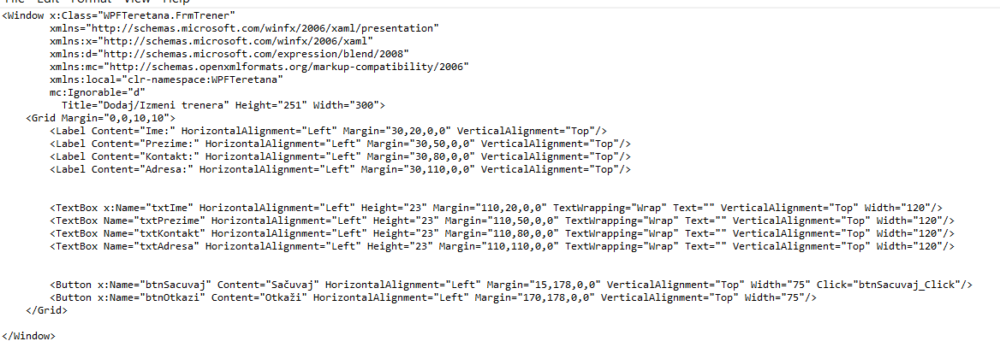 File Edit Format View Help
<Window x:Class="WPFTeretana.FrmTrener"
xmlns="http://schemas.microsoft.com/winfx/2006/xaml/presentation"
xmlns:x="http://schemas.microsoft.com/winfx/2006/xaml"
xmlns:d="http://schemas.microsoft.com/expression/blend/2008"
xmlns:mc="http://schemas.openxmlformats.org/markup-compatibility/2006"
xmlns:local="clr-namespace:WPFTeretana"
mc:Ignorable="d"
Title="Dodaj/Izmeni trenera" Height="251" Width="300">
<Grid Margin="0,0,10,10">
<Label Content="Ime:" HorizontalAlignment="Left" Margin="30,20,0,0" VerticalAlignment="Top"/>
<Label Content="Prezime:" HorizontalAlignment="Left" Margin="30,50,0,0" VerticalAlignment="Top"/>
<Label Content="Kontakt:" HorizontalAlignment="Left" Margin="30,80,0,0" VerticalAlignment="Top"/>
<Label Content="Adresa:" HorizontalAlignment="Left" Margin="30,110,0,0" VerticalAlignment="Top"/>
<TextBox x:Name="txtIme" HorizontalAlignment="Left" Height="23" Margin="110,20,0,0" TextWrapping="Wrap" Text="" VerticalAlignment="Top" Width="120"/>
<TextBox Name="txtPrezime" HorizontalAlignment="Left" Height="23" Margin="110,50,0,0" TextWrapping="Wrap" Text="" VerticalAlignment="Top" Width="120"/>
<TextBox Name="txtKontakt" HorizontalAlignment="Left" Height="23" Margin="110,80,0,0" TextWrapping="Wrap" Text="" VerticalAlignment="Top" Width="120"/>
<TextBox Name="txtAdresa" HorizontalAlignment="Left" Height="23" Margin="110,110,0,0" TextWrapping="Wrap" Text="" VerticalAlignment="Top" Width="120"/>
<Button x:Name="btnSacuvaj" Content="Sačuvaj" HorizontalAlignment="Left" Margin="15,178,0,0" VerticalAlignment="Top" Width="75" Click="btnSacuvaj_Click"/>
<Button x:Name="btnOtkazi" Content="Otkaži" HorizontalAlignment="Left" Margin="170,178,0,0" VerticalAlignment="Top" Width="75"/>
</Grid>
</Window>